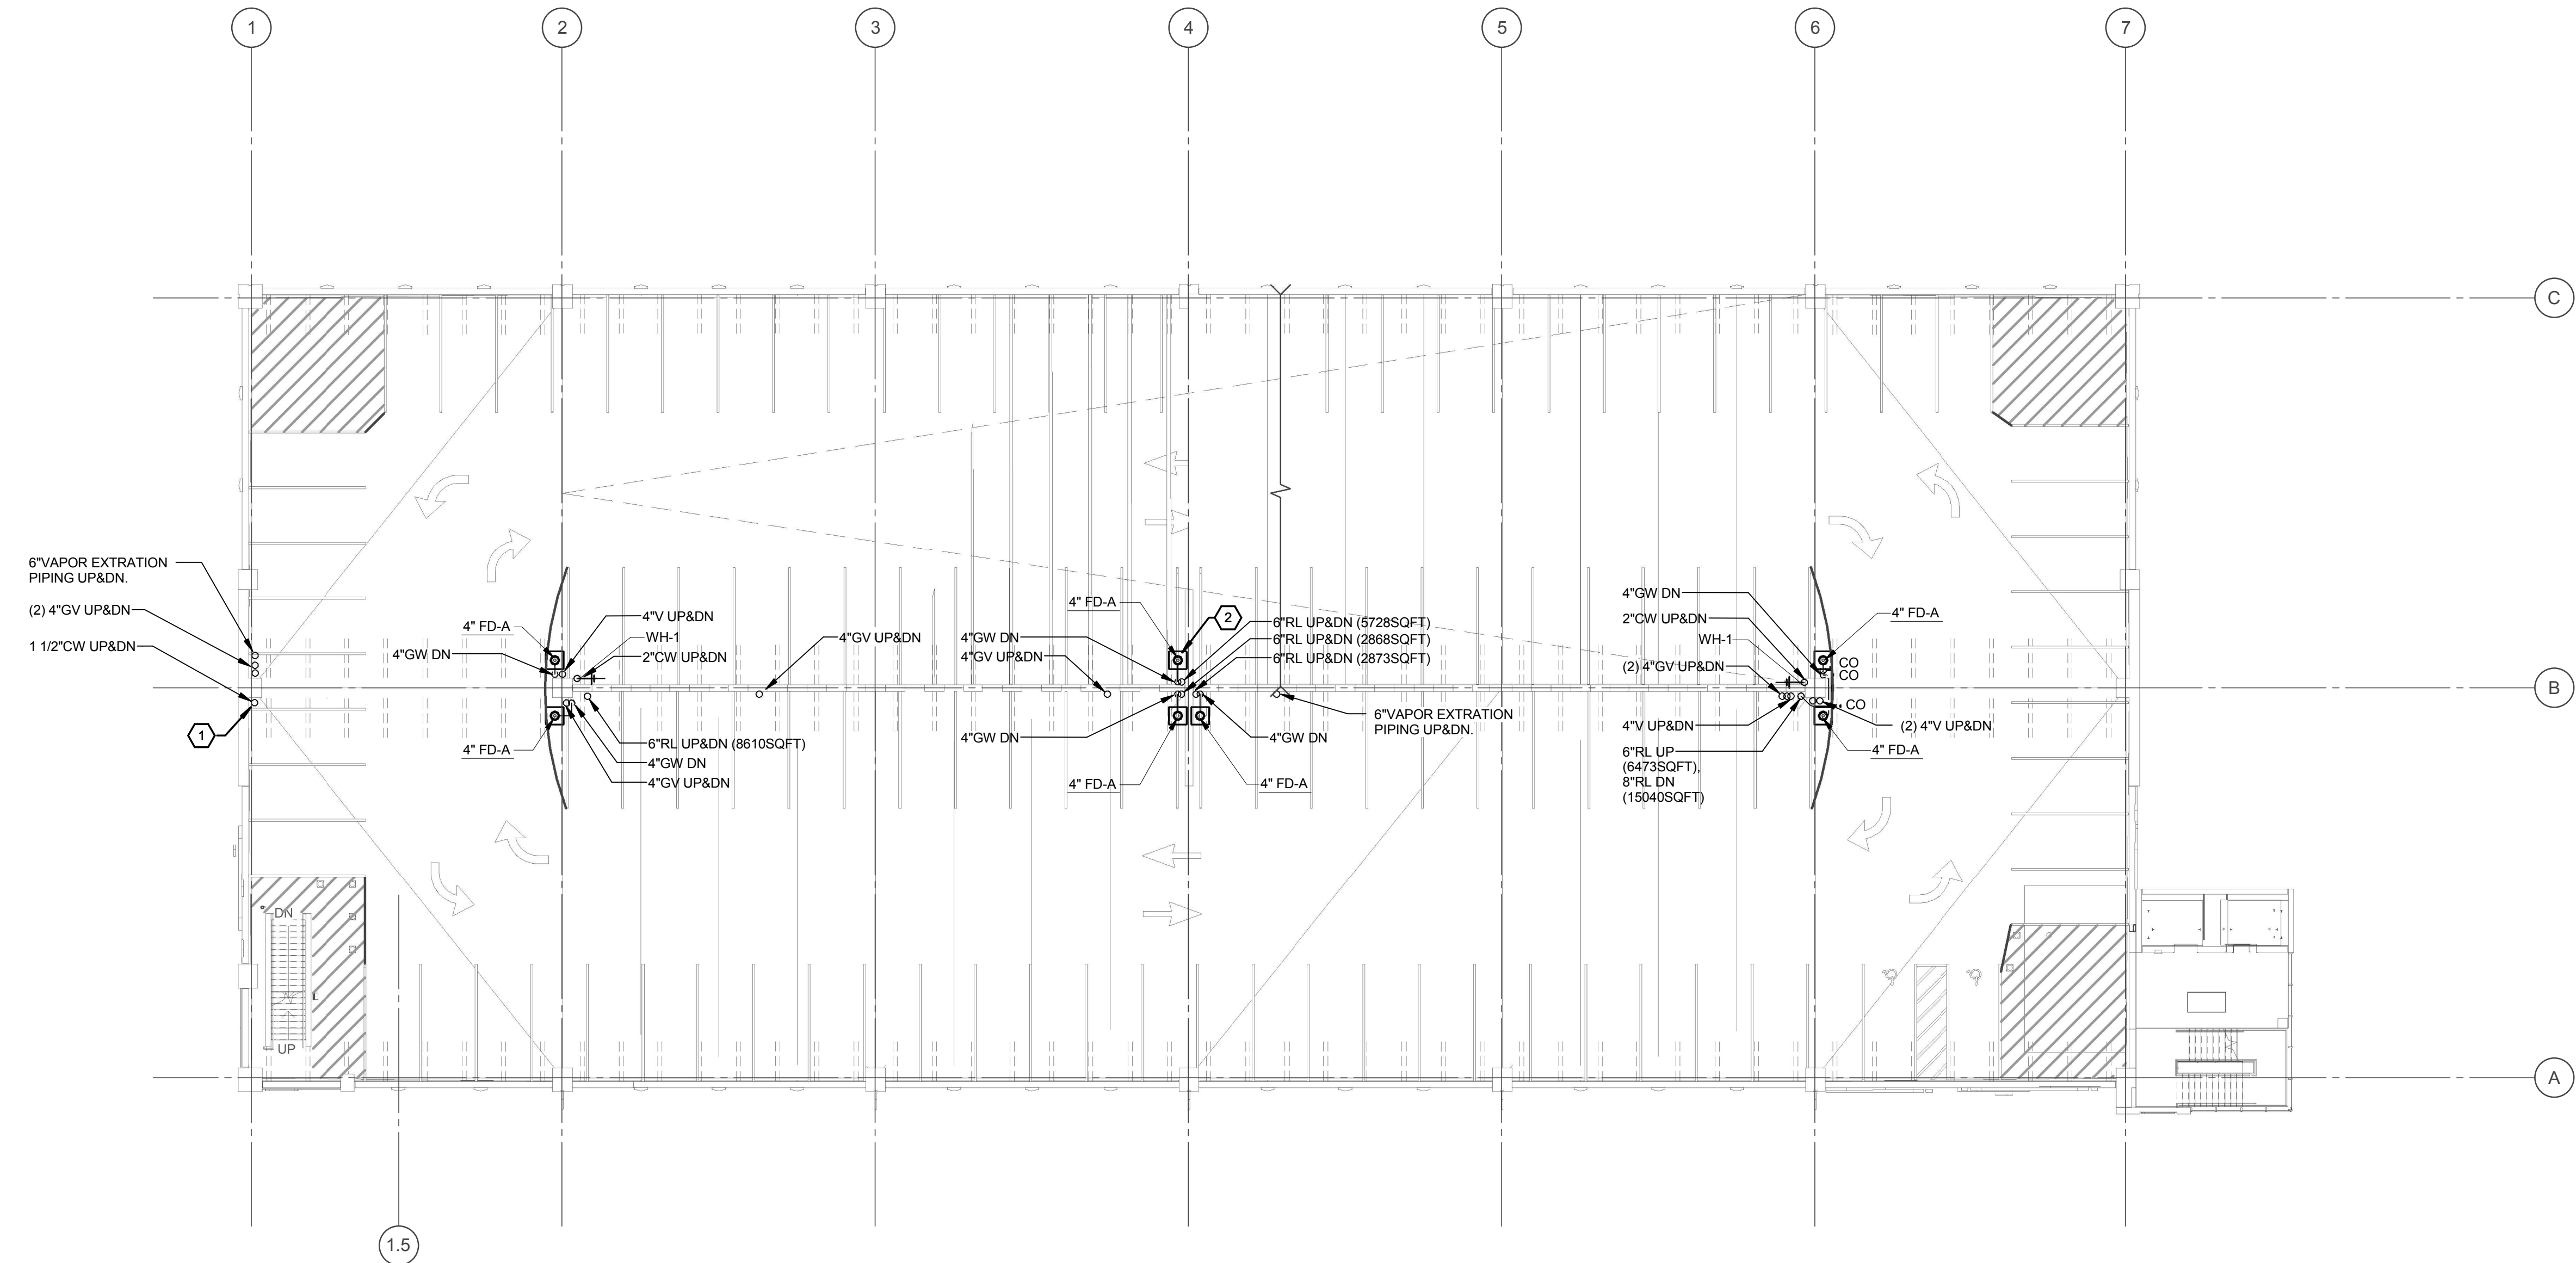 1
2
3
4
5
6
7
C
B
A
1.5
6"VAPOR EXTRATION
PIPING UP&DN.
(2) 4"GV UP&DN
1 1/2"CW UP&DN
1
4" FD-A
4"GW DN
4"V UP&DN
WH-1
2"CW UP&DN
4" FD-A
6"RL UP&DN (8610SQFT)
4"GW DN
4"GV UP&DN
4"GV UP&DN
4" FD-A
2
4"GW DN
4"GV UP&DN
6"RL UP&DN (5728SQFT)
6"RL UP&DN (2868SQFT)
6"RL UP&DN (2873SQFT)
4"GW DN
4"GW DN
4" FD-A
4" FD-A
6"VAPOR EXTRATION
PIPING UP&DN.
4"GW DN
2"CW UP&DN
WH-1
(2) 4"GV UP&DN
4"V UP&DN
6"RL UP
(6473SQFT),
8"RL DN
(15040SQFT)
4" FD-A
CO
CO
CO
(2) 4"V UP&DN
4" FD-A
DN
UP